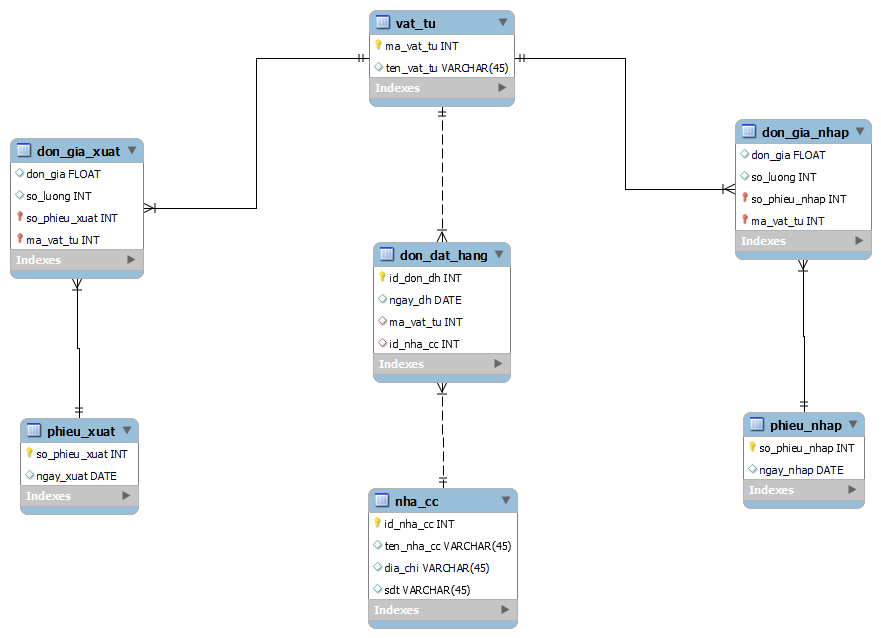 vat_tu
ma_vat_tu INT
ten_vat_tu VARCHAR(45)
Indexes
don_gia_xuat
don_gia FLOAT
so_luong INT
so_phieu_xuat INT
ma_vat_tu INT
Indexes
don_gia_nhap
don_gia FLOAT
so_luong INT
so_phieu_nhap INT
ma_vat_tu INT
Indexes
don_dat_hang
id_don_dh INT
ngay_dh DATE
ma_vat_tu INT
id_nha_cc INT
Indexes
phieu_xuat
so_phieu_xuat INT
ngay_xuat DATE
Indexes
phieu_nhap
so_phieu_nhap INT
ngay_nhap DATE
Indexes
nha_cc
id_nha_cc INT
ten_nha_cc VARCHAR(45)
dia_chi VARCHAR(45)
sdt VARCHAR(45)
Indexes